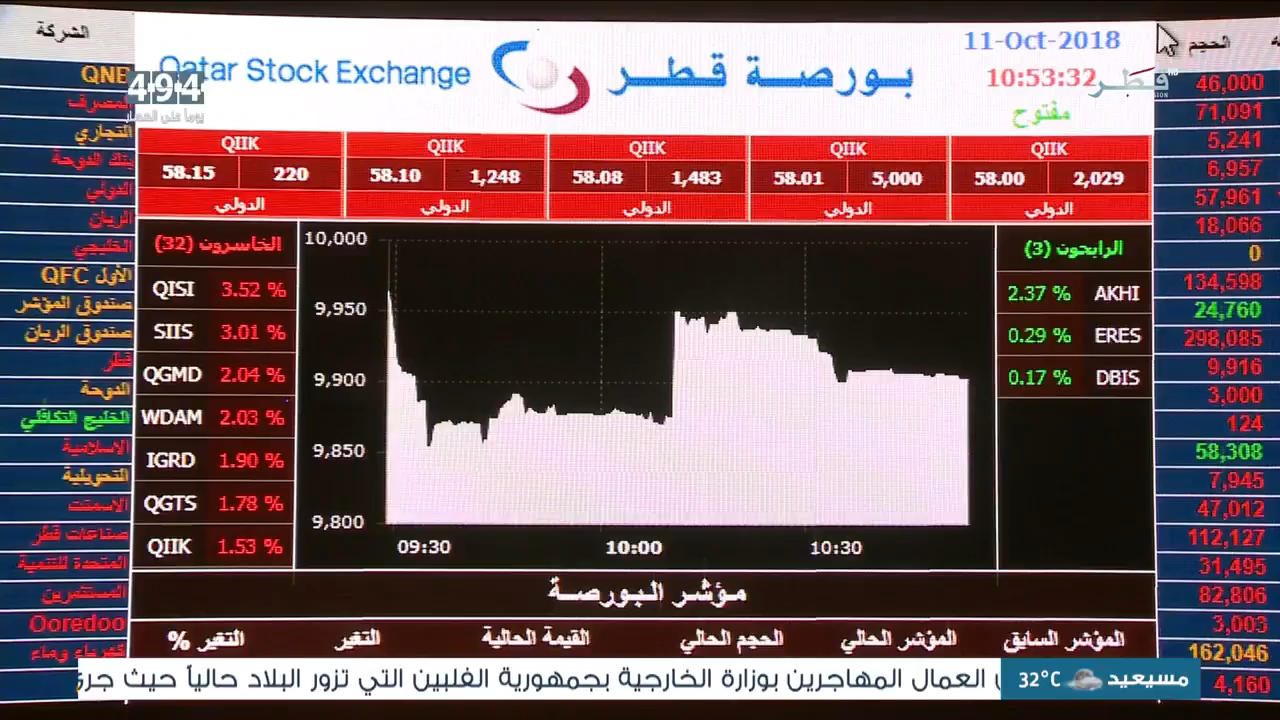 الشركة
QNB
المصرف
التجاري
بنك الدوحة
الدولي
الريان
الخليجي
الأول QFC
صندوق المؤشر
صندوق الريان
قطر
الدوحة
الخليج التكافلي
الاسلامية
التحويلية
الاسمنت
صناعات قطر
المتحدة للتنمية
المستثمرين
Ooredoo
كهرباء وماء
494
يوماً على الحصار
Qatar Stock Exchange
بورصة قطر
11-Oct-2018
10:53:32
مفتوح
QIIK QIIK QIIK QIIK QIIK
58.15 220 58.10 1,248 58.08 1,483 58.01 5,000 58.00 2,029
الدولي الدولي الدولي الدولي الدولي
الخاسرون (32)
QISI 3.52 %
SIIS 3.01 %
QGMD 2.04 %
WDAM 2.03 %
IGRD 1.90 %
QGTS 1.78 %
QIIK 1.53 %
10,000
9,950
9,900
9,850
9,800
09:30 10:00 10:30
الرابحون (3)
2.37 % AKHI
0.29 % ERES
0.17 % DBIS
مؤشر البورصة
المؤشر السابق المؤشر الحالي الحجم الحالي القيمة الحالية التغير التغير %
الحجم
46,000
71,091
5,241
6,957
57,961
18,066
0
134,598
24,760
298,085
9,916
3,000
124
58,308
7,945
47,012
112,127
31,495
82,806
3,003
162,046
4,160
قطر
مسيعيد 32°C
العمال المهاجرين بوزارة الخارجية بجمهورية الفلبين التي تزور البلاد حالياً حيث جرى